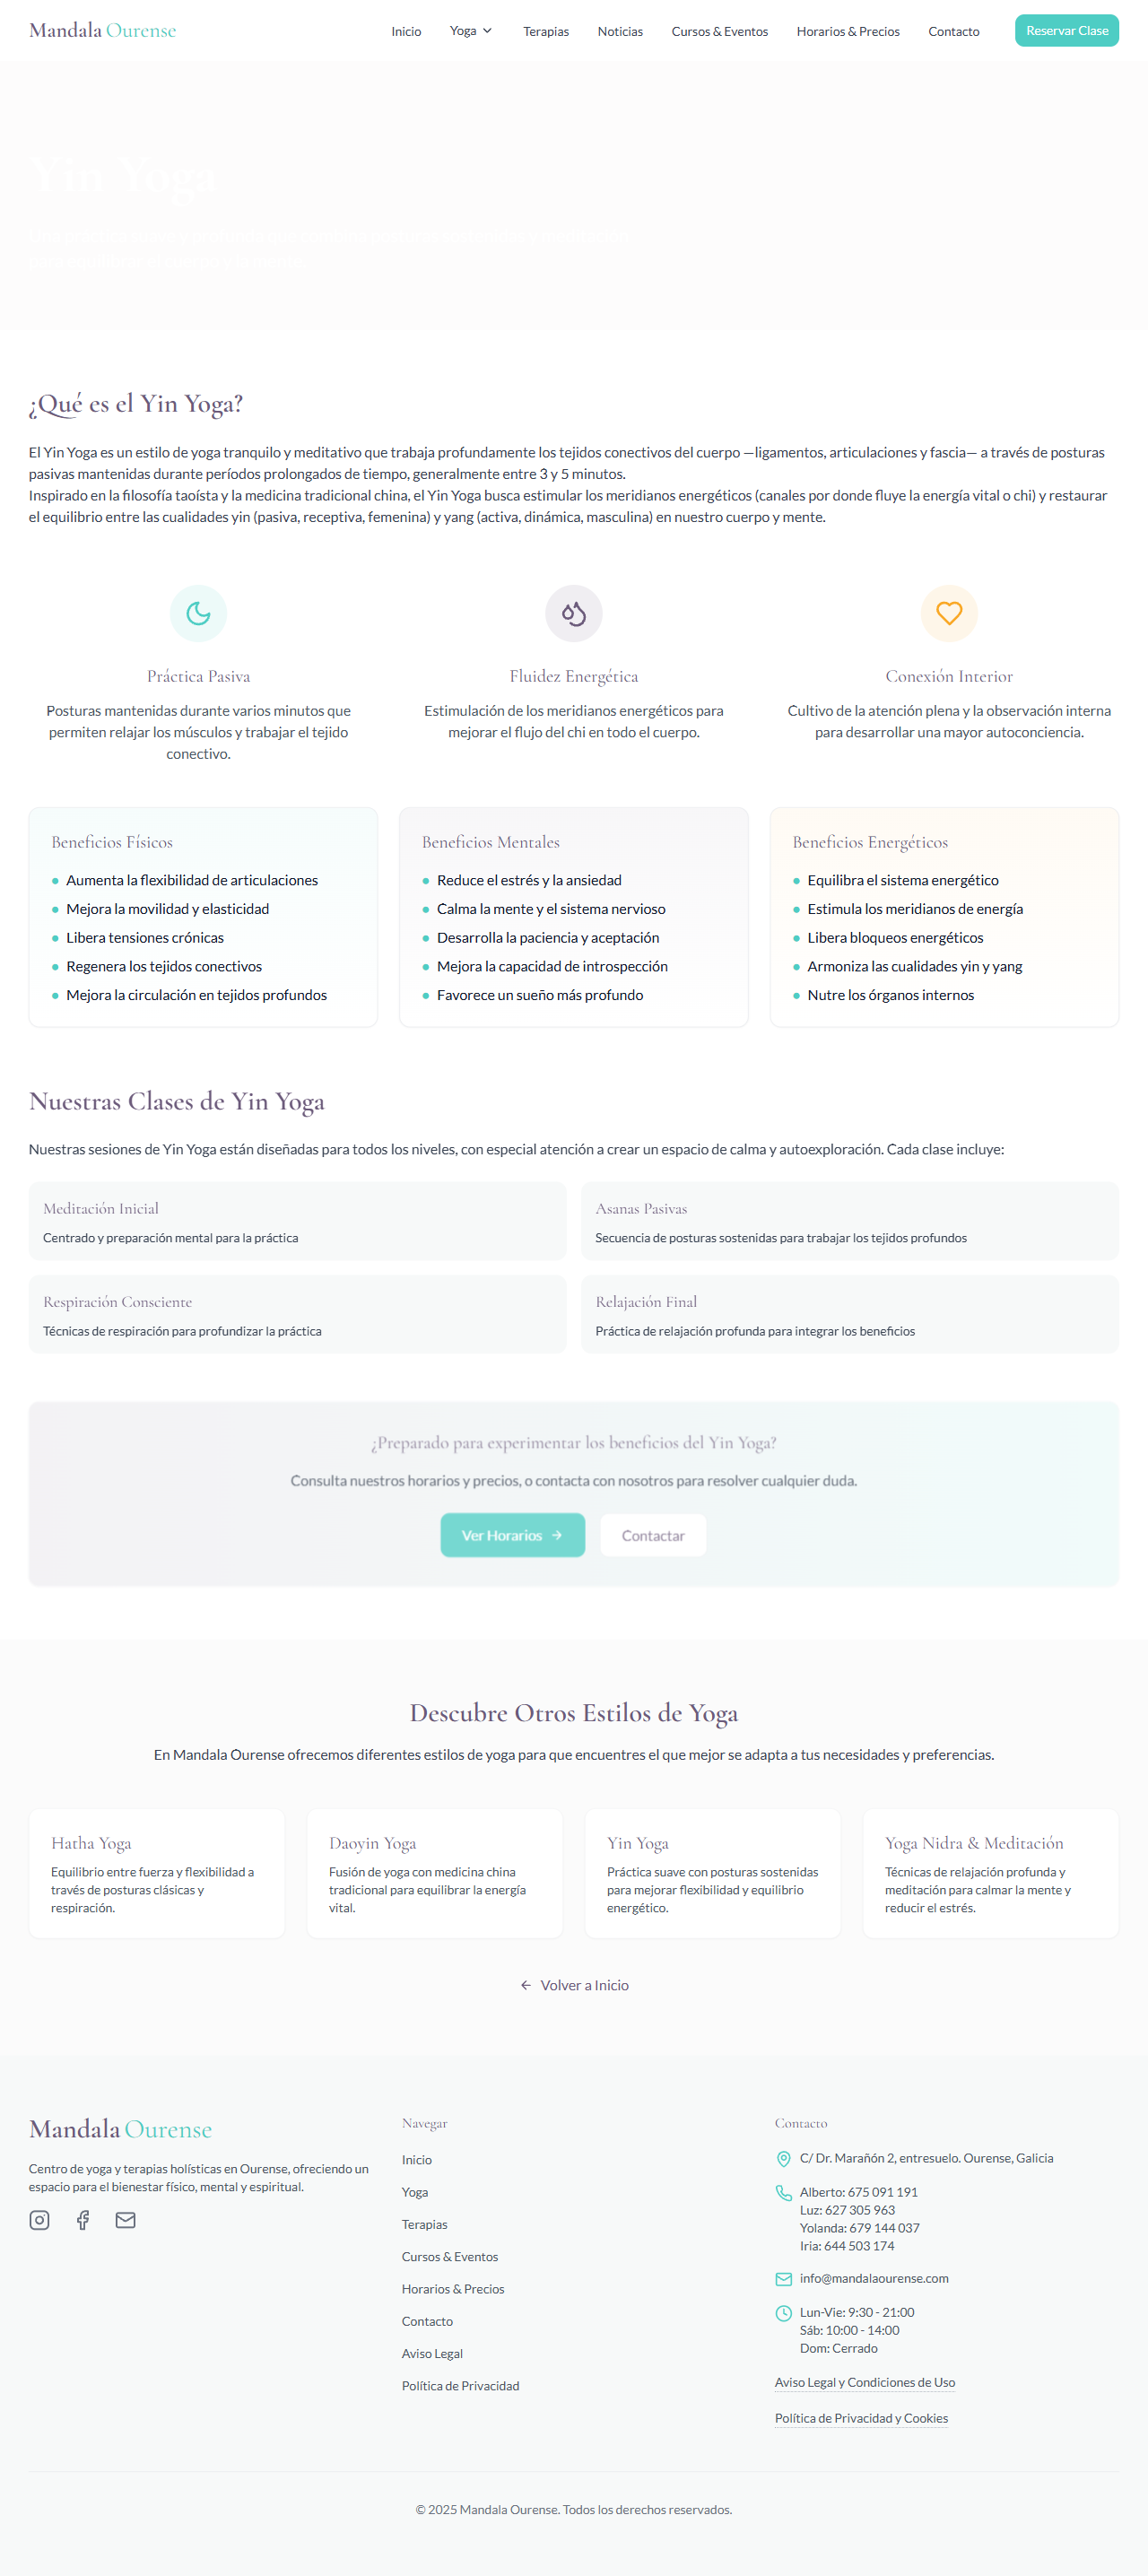 Mandala Ourense
Inicio
Yoga
Terapias
Noticias
Cursos & Eventos
Horarios & Precios
Contacto
Reservar Clase
Yin Yoga
¿Qué es el Yin Yoga?
El Yin Yoga es un estilo de yoga tranquilo y meditativo que trabaja profundamente los tejidos conectivos del cuerpo —ligamentos, articulaciones y fascia— a través de posturas
pasivas mantenidas durante períodos prolongados de tiempo, generalmente entre 3 y 5 minutos.
Inspirado en la filosofía taoísta y la medicina tradicional china, el Yin Yoga busca estimular los meridianos energéticos (canales por donde fluye la energía vital o chi) y restaurar
el equilibrio entre las cualidades yin (pasiva, receptiva, femenina) y yang (activa, dinámica, masculina) en nuestro cuerpo y mente.
Práctica Pasiva
Posturas mantenidas durante varios minutos que
permiten relajar los músculos y trabajar el tejido
conectivo.
Fluidez Energética
Estimulación de los meridianos energéticos para
mejorar el flujo del chi en todo el cuerpo.
Conexión Interior
Cultivo de la atención plena y la observación interna
para desarrollar una mayor autoconciencia.
Beneficios Físicos
Aumenta la flexibilidad de articulaciones
Mejora la movilidad y elasticidad
Libera tensiones crónicas
Regenera los tejidos conectivos
Mejora la circulación en tejidos profundos
Beneficios Mentales
Reduce el estrés y la ansiedad
Calma la mente y el sistema nervioso
Desarrolla la paciencia y aceptación
Mejora la capacidad de introspección
Favorece un sueño más profundo
Beneficios Energéticos
Equilibra el sistema energético
Estimula los meridianos de energía
Libera bloqueos energéticos
Armoniza las cualidades yin y yang
Nutre los órganos internos
Nuestras Clases de Yin Yoga
Nuestras sesiones de Yin Yoga están diseñadas para todos los niveles, con especial atención a crear un espacio de calma y autoexploración. Cada clase incluye:
Meditación Inicial
Centrado y preparación mental para la práctica
Asanas Pasivas
Secuencia de posturas sostenidas para trabajar los tejidos profundos
Respiración Consciente
Técnicas de respiración para profundizar la práctica
Relajación Final
Práctica de relajación profunda para integrar los beneficios
¿Preparado para experimentar los beneficios del Yin Yoga?
Consulta nuestros horarios y precios, o contacta con nosotros para resolver cualquier duda.
Ver Horarios
Contactar
Descubre Otros Estilos de Yoga
En Mandala Ourense ofrecemos diferentes estilos de yoga para que encuentres el que mejor se adapta a tus necesidades y preferencias.
Hatha Yoga
Equilibrio entre fuerza y flexibilidad a
través de posturas clásicas y
respiración.
Daoyin Yoga
Fusión de yoga con medicina china
tradicional para equilibrar la energía
vital.
Yin Yoga
Práctica suave con posturas sostenidas
para mejorar flexibilidad y equilibrio
energético.
Yoga Nidra & Meditación
Técnicas de relajación profunda y
meditación para calmar la mente y
reducir el estrés.
Volver a Inicio
Mandala Ourense
Centro de yoga y terapias holísticas en Ourense, ofreciendo un
espacio para el bienestar físico, mental y espiritual.
Navegar
Inicio
Yoga
Terapias
Cursos & Eventos
Horarios & Precios
Contacto
Aviso Legal
Política de Privacidad
Contacto
C/ Dr. Marañón 2, entresuelo. Ourense, Galicia
Alberto: 675 091 191
Luz: 627 305 963
Yolanda: 679 144 037
Iria: 644 503 174
info@mandalaourense.com
Lun-Vie: 9:30 - 21:00
Sáb: 10:00 - 14:00
Dom: Cerrado
Aviso Legal y Condiciones de Uso
Política de Privacidad y Cookies
© 2025 Mandala Ourense. Todos los derechos reservados.